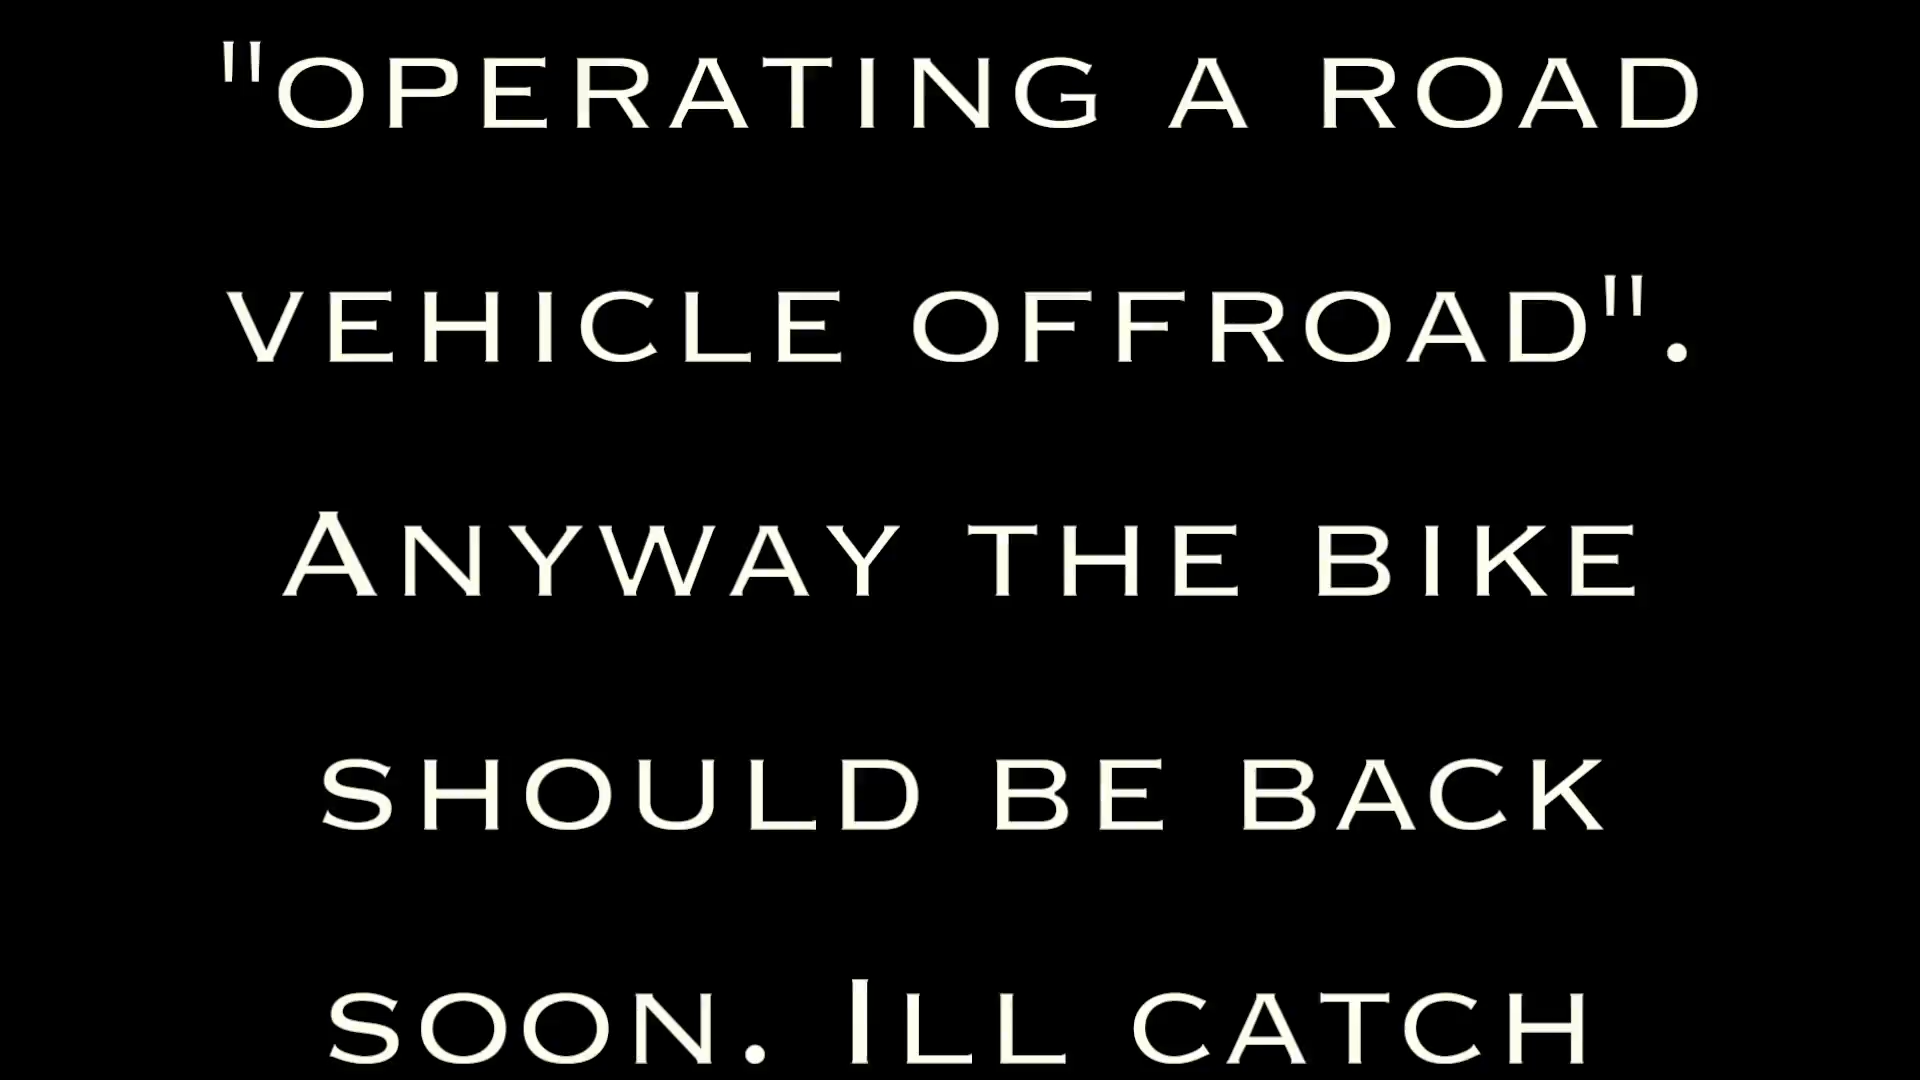 "operating a road
vehicle offroad".
Anyway the bike
should be back
soon. Ill catch